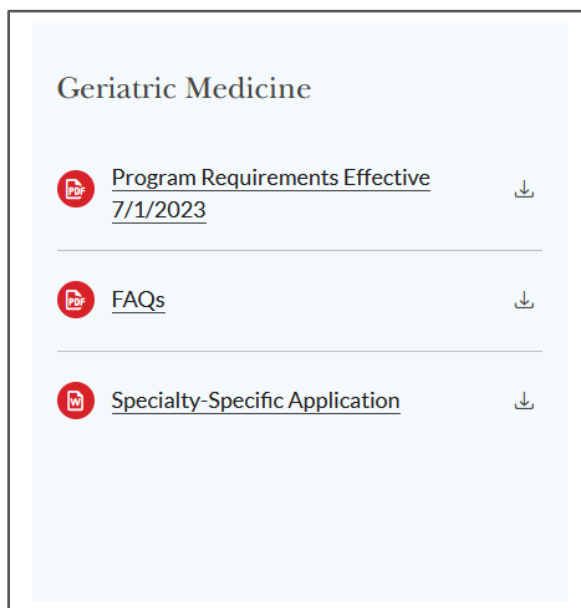 Geriatric Medicine
PDF
Program Requirements Effective
7/1/2023
PDF
FAQs
W
Specialty-Specific Application